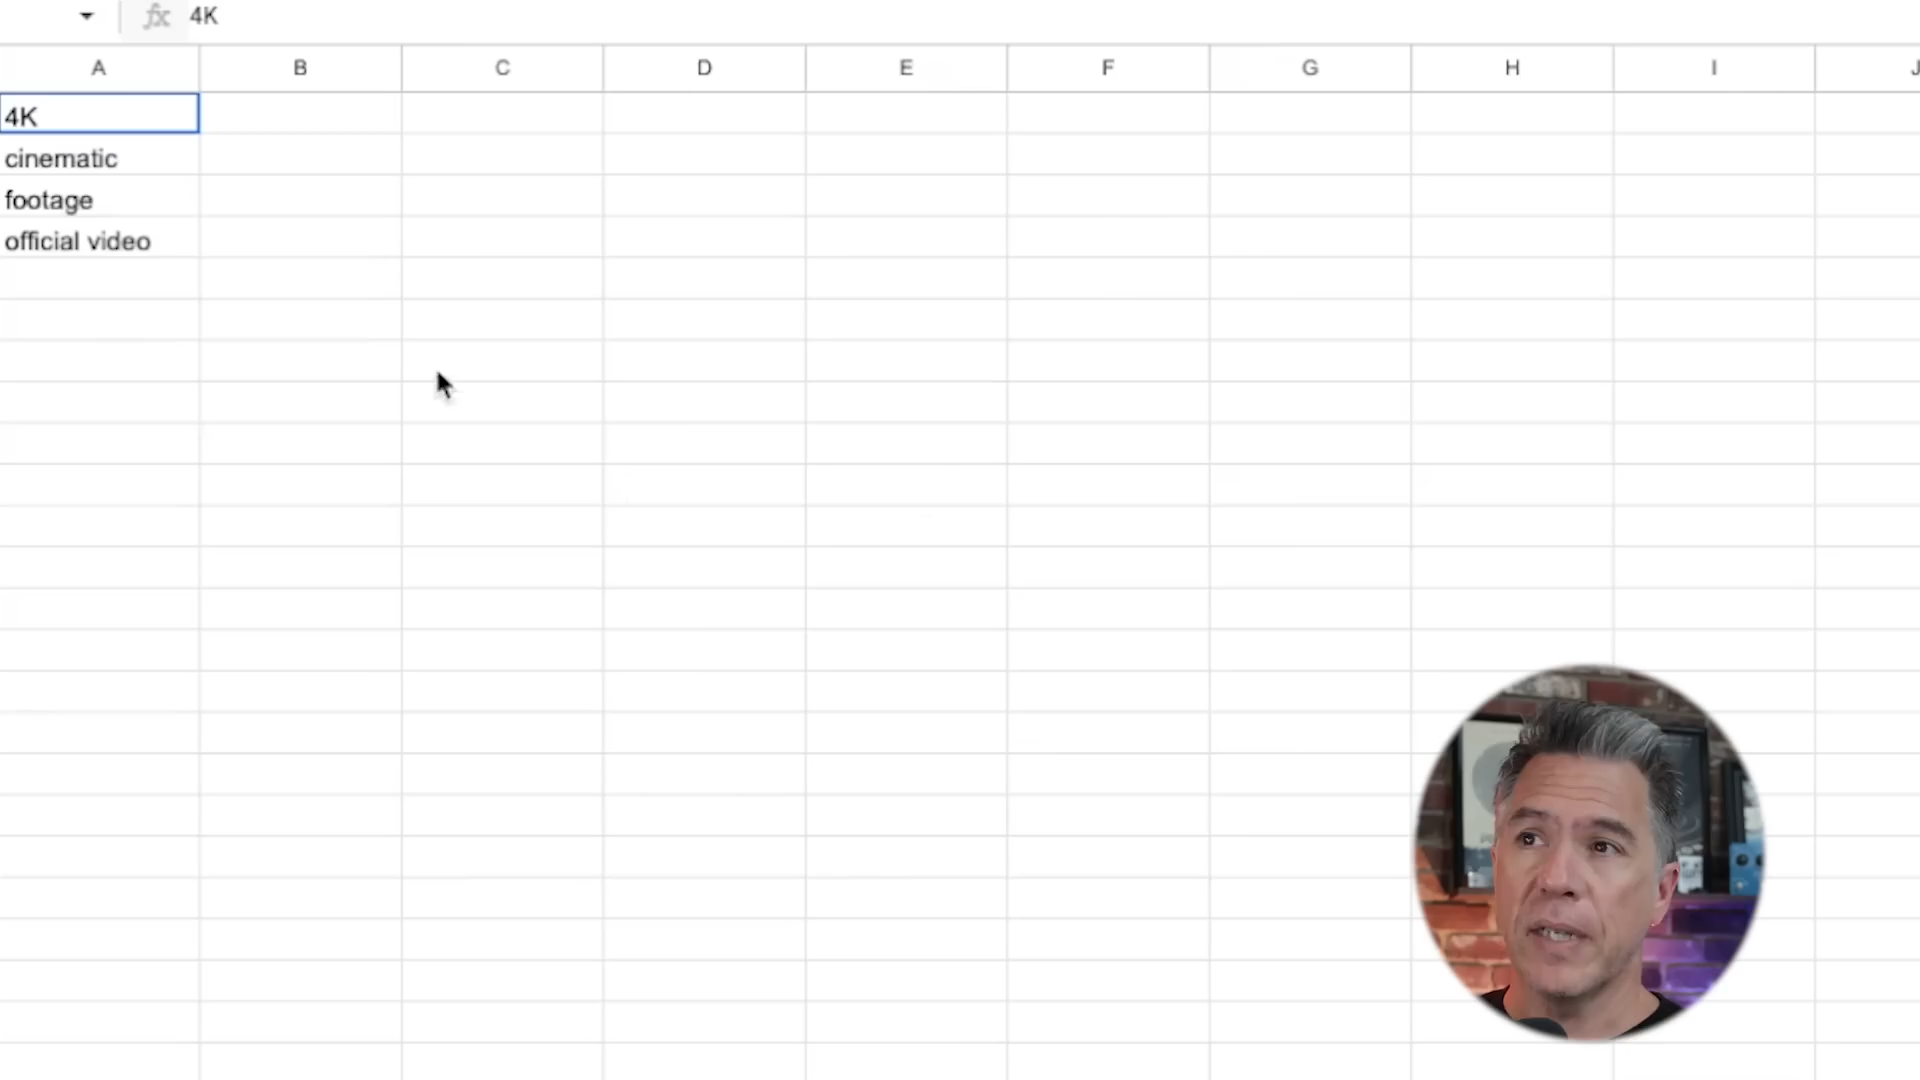 fx 4K
A B C D E F G H I J
4K
cinematic
footage
official video